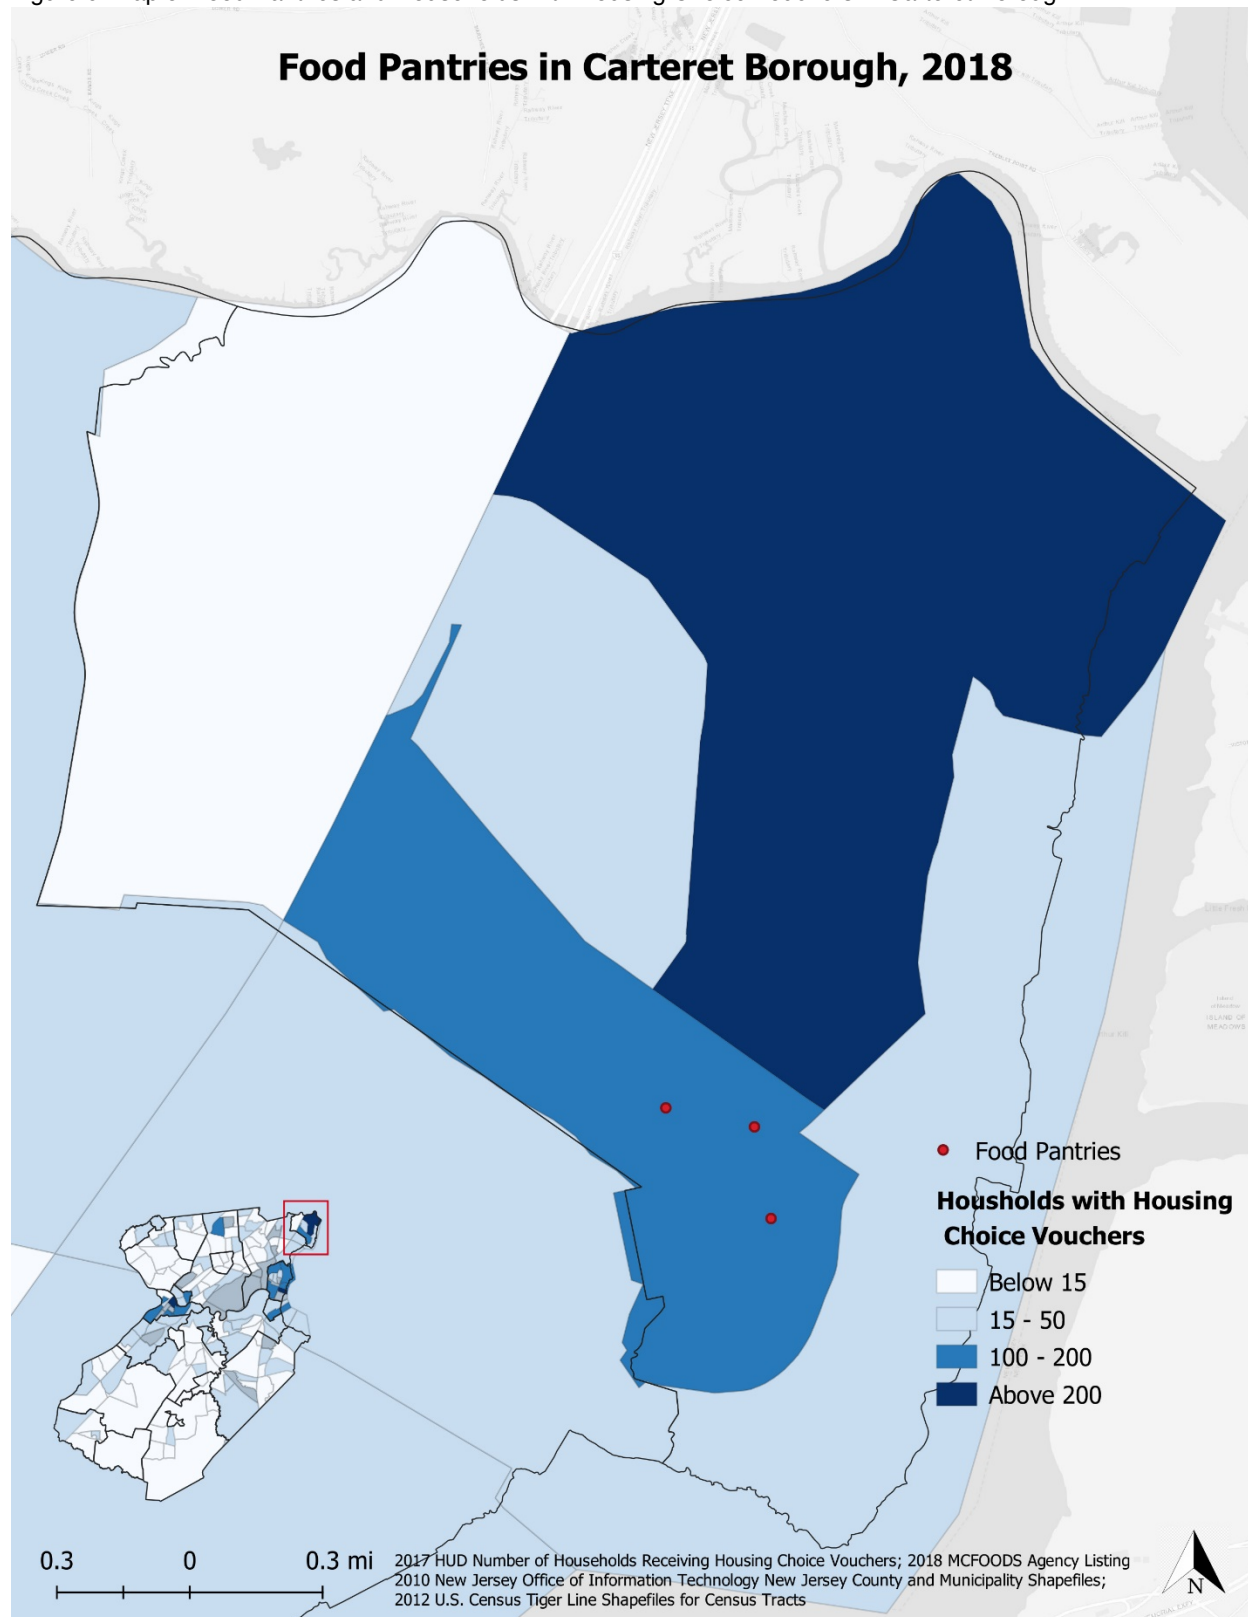 Food Pantries in Carteret Borough, 2018
ISLAND OF
MEADOWS
Food Pantries
Housholds with Housing
Choice Vouchers
Below 15
15 - 50
100 - 200
Above 200
0.3 0 0.3 mi
2017 HUD Number of Households Receiving Housing Choice Vouchers; 2018 MCFOODS Agency Listing
2010 New Jersey Office of Information Technology New Jersey County and Municipality Shapefiles;
2012 U.S. Census Tiger Line Shapefiles for Census Tracts
N